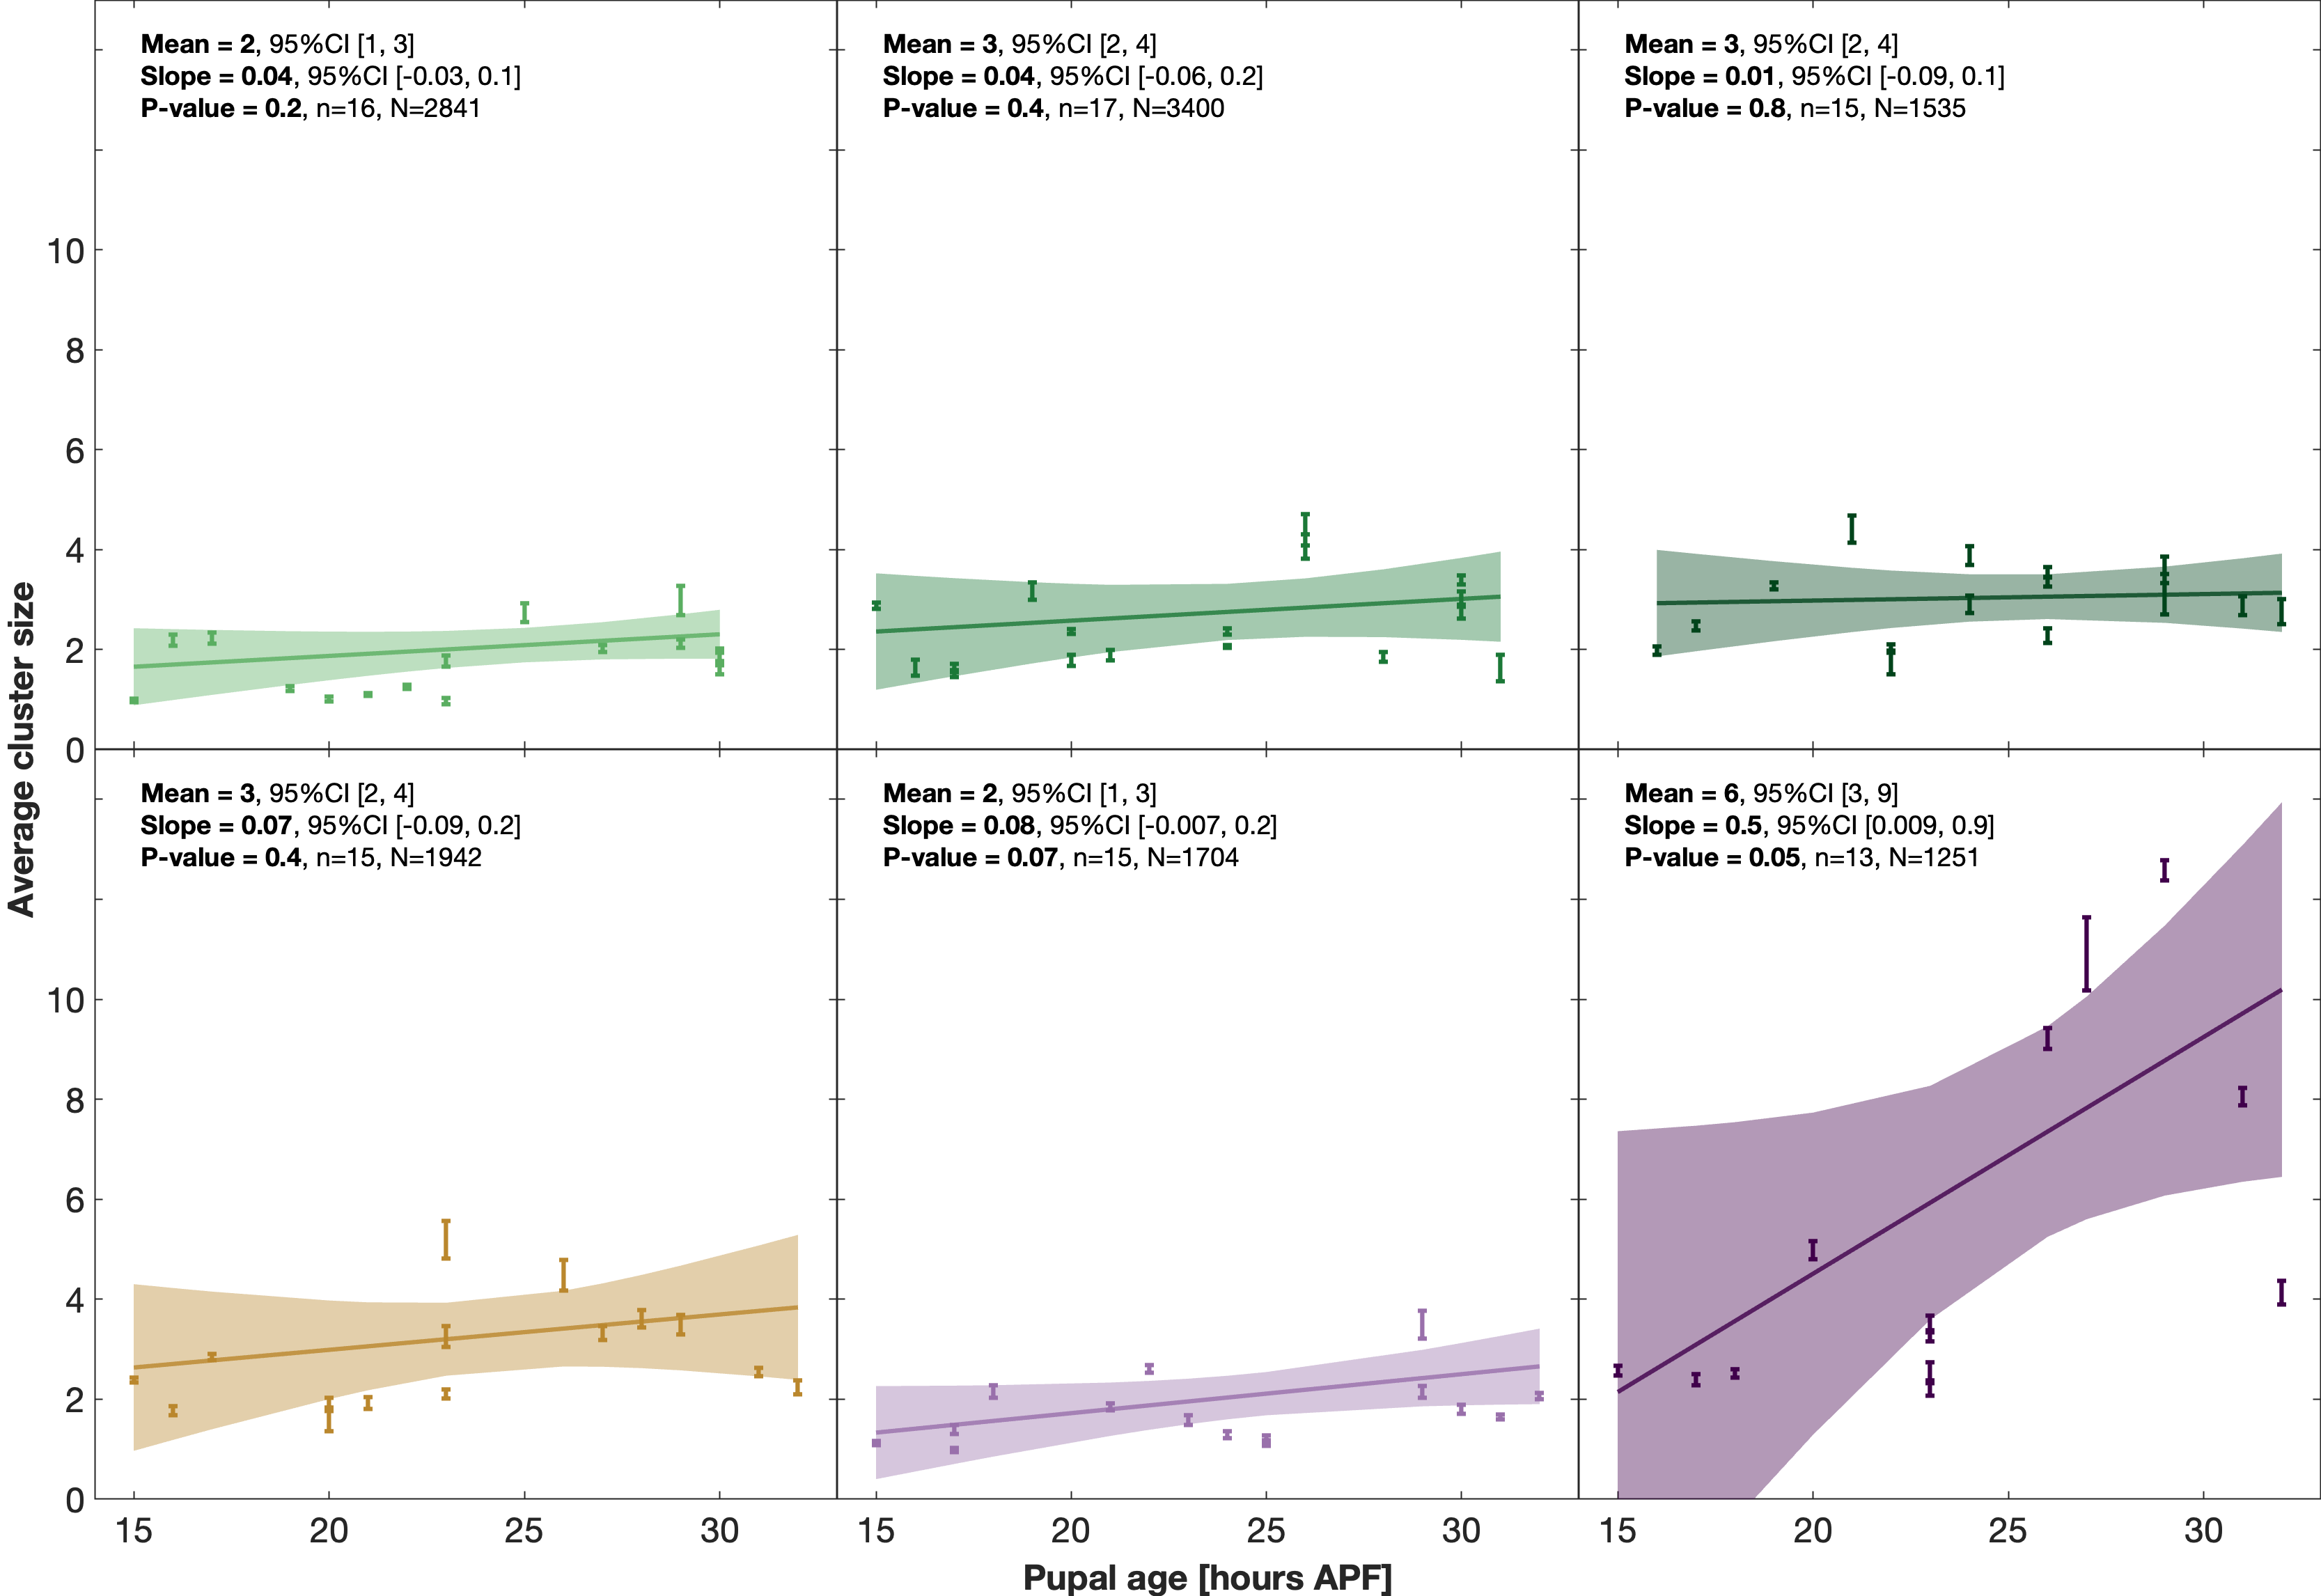 Mean = 2, 95%CI [1, 3]
Slope = 0.04, 95%CI [-0.03, 0.1]
P-value = 0.2, n=16, N=2841
Mean = 3, 95%CI [2, 4]
Slope = 0.04, 95%CI [-0.06, 0.2]
P-value = 0.4, n=17, N=3400
Mean = 3, 95%CI [2, 4]
Slope = 0.01, 95%CI [-0.09, 0.1]
P-value = 0.8, n=15, N=1535
10
8
6
4
2
0
Mean = 3, 95%CI [2, 4]
Slope = 0.07, 95%CI [-0.09, 0.2]
P-value = 0.4, n=15, N=1942
Mean = 2, 95%CI [1, 3]
Slope = 0.08, 95%CI [-0.007, 0.2]
P-value = 0.07, n=15, N=1704
Mean = 6, 95%CI [3, 9]
Slope = 0.5, 95%CI [0.009, 0.9]
P-value = 0.05, n=13, N=1251
10
8
6
4
2
0
Average cluster size
15 20 25 30 15 20 25 30 15 20 25 30
Pupal age [hours APF]